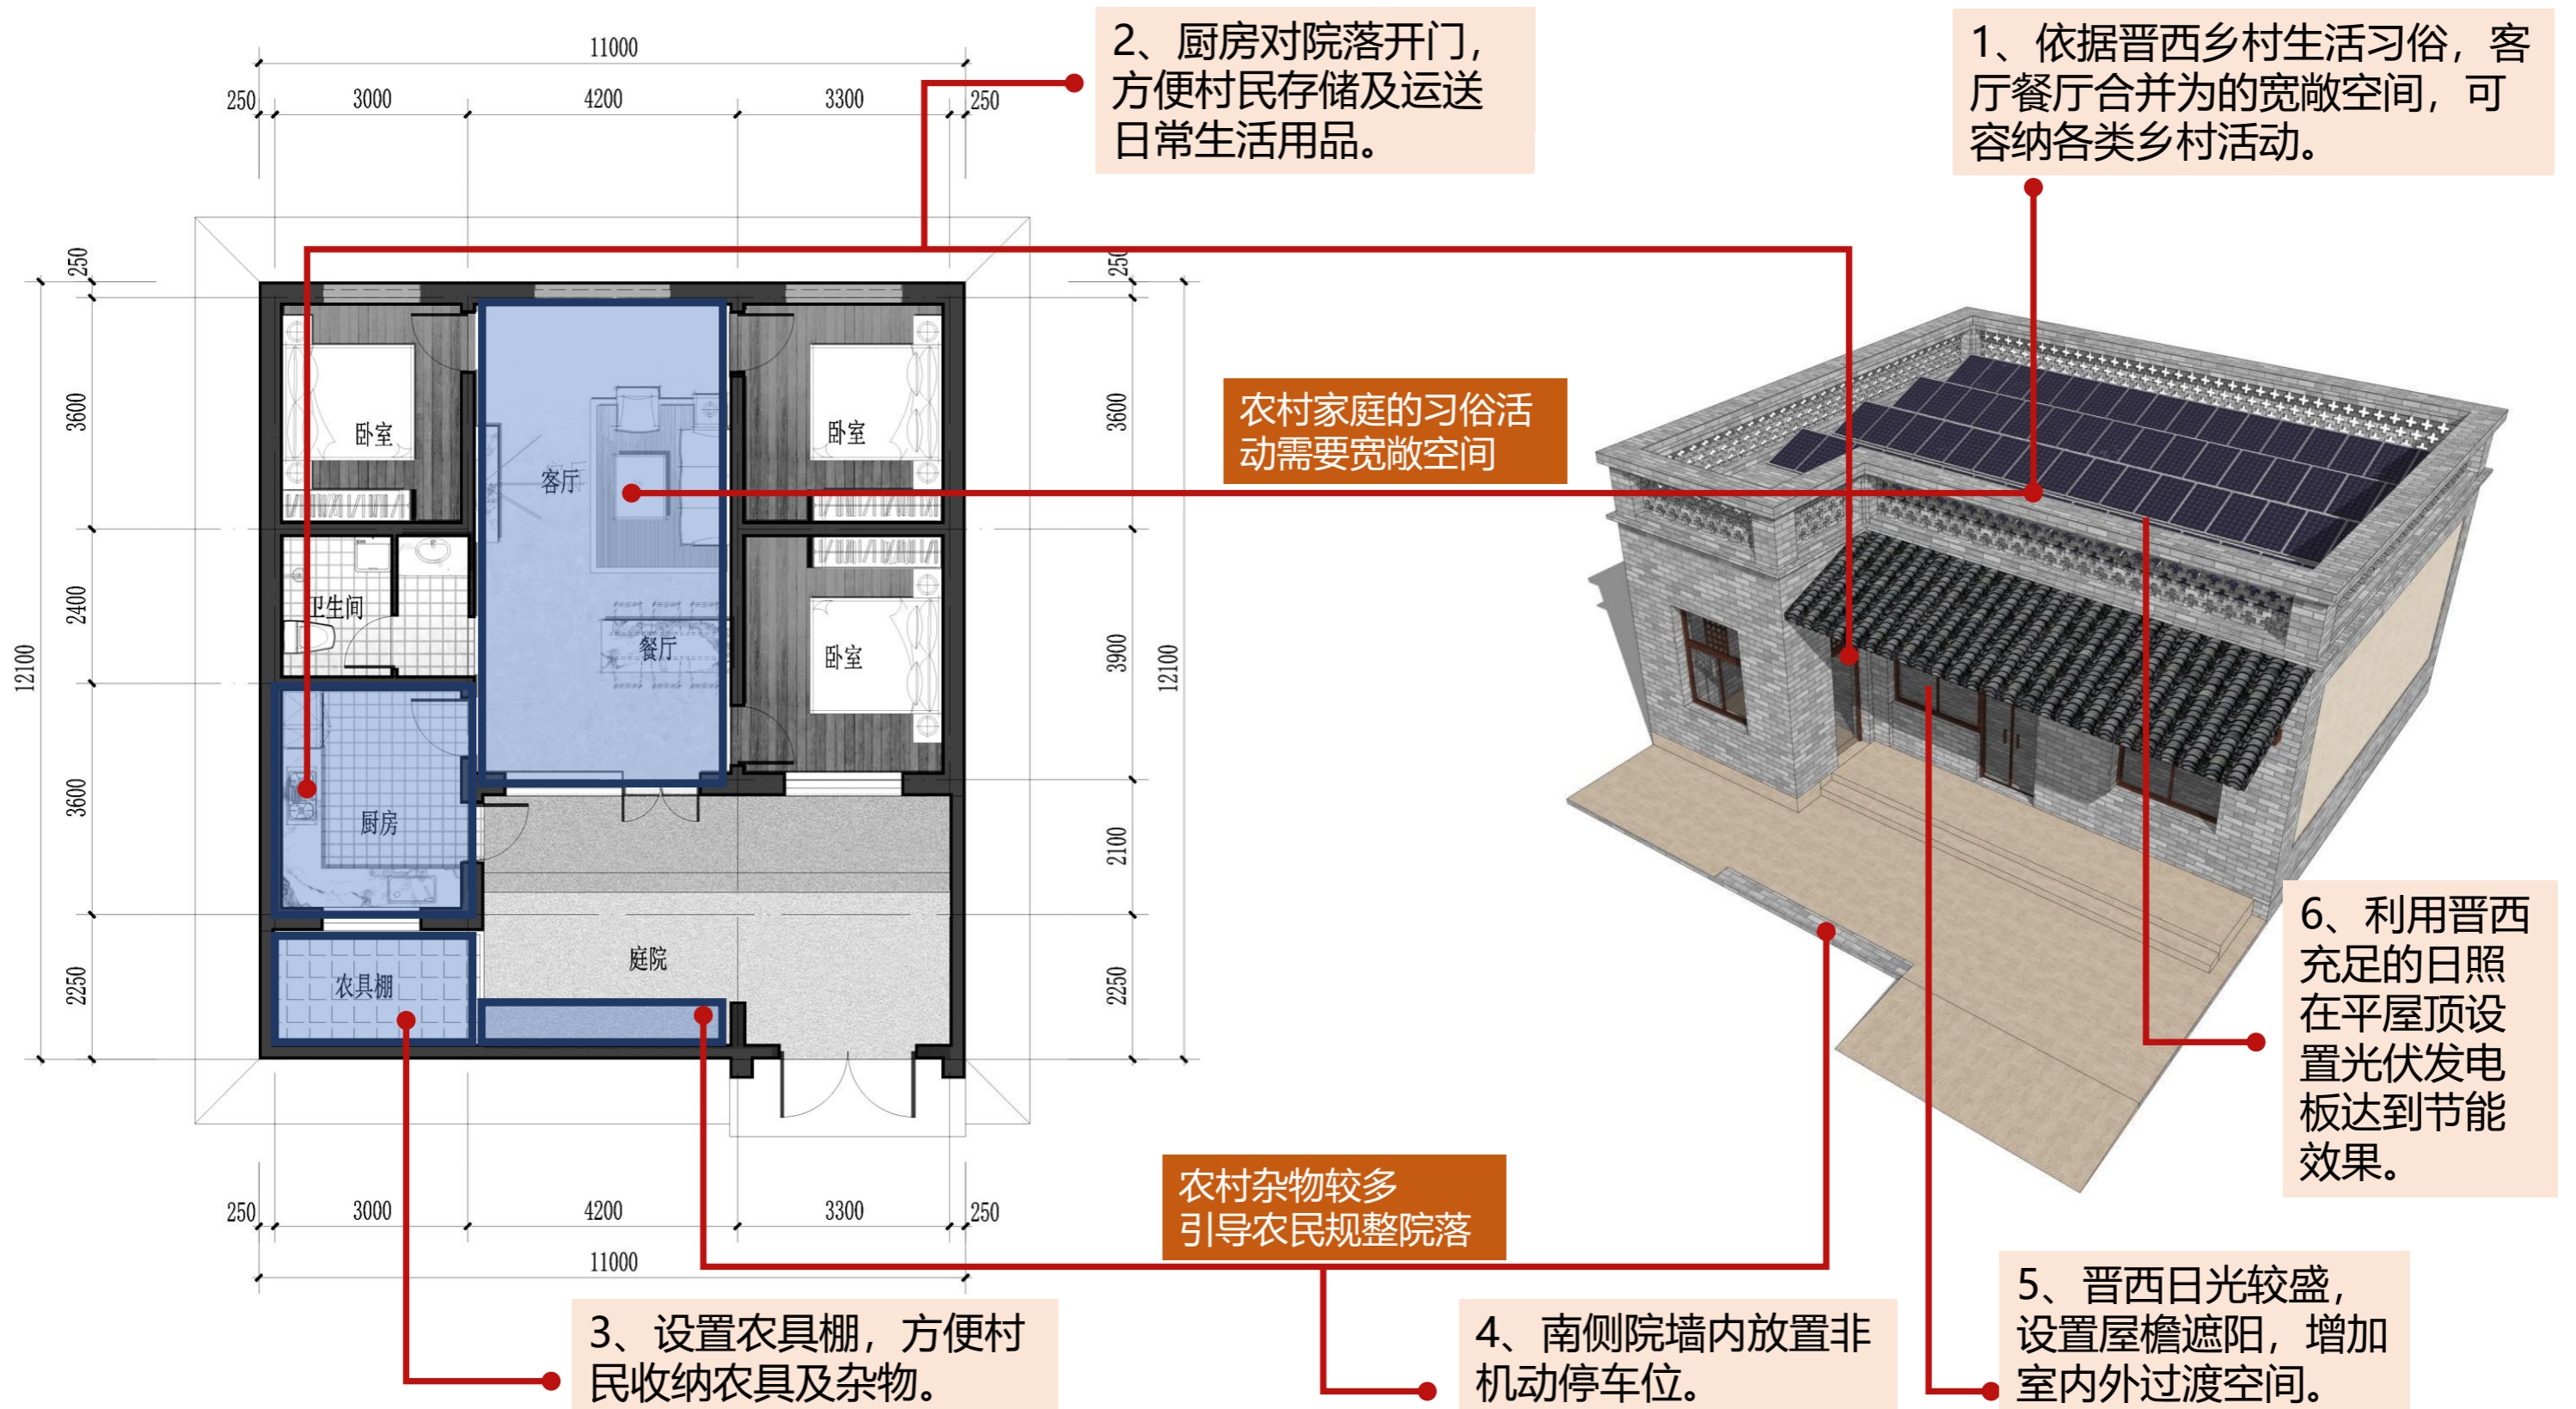 2、厨房对院落开门，
方便村民存储及运送
日常生活用品。
1、依据晋西乡村生活习俗，客
厅餐厅合并为的宽敞空间，可
容纳各类乡村活动。
11000
250
3000
4200
3300
250
250
3600
2400
3600
2250
12100
250
3600
3900
2100
2250
12100
卧室
客厅
卧室
卫生间
餐厅
卧室
厨房
农具棚
庭院
农村家庭的习俗活
动需要宽敞空间
250
3000
4200
3300
250
11000
农村杂物较多
引导农民规整院落
3、设置农具棚，方便村
民收纳农具及杂物。
4、南侧院墙内放置非
机动停车位。
5、晋西日光较盛，
设置屋檐遮阳，增加
室内外过渡空间。
6、利用晋西
充足的日照
在平屋顶设
置光伏发电
板达到节能
效果。